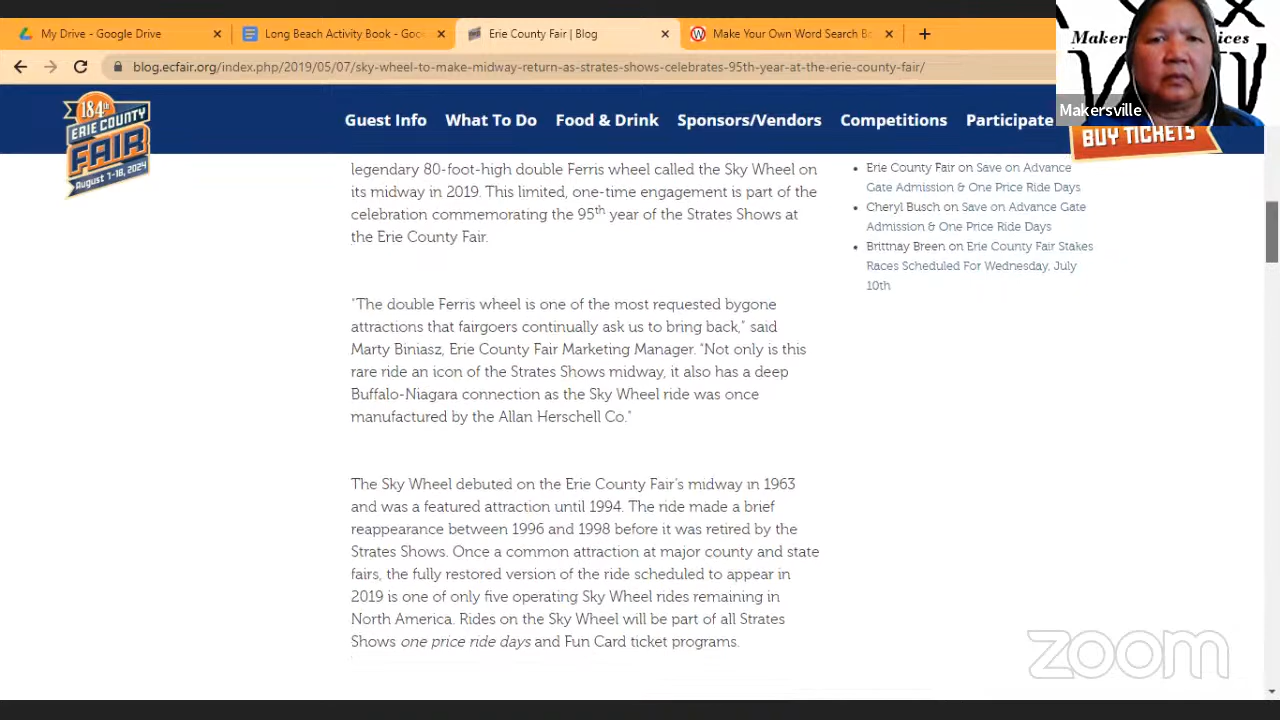 My Drive - Google Drive
Long Beach Activity Book - Go
Erie County Fair | Blog
Make Your Own Word Search Bo
blog.ecfair.org/index.php/2019/05/07/sky-wheel-to-make-midway-return-as-strates-shows-celebrates-95th-year-at-the-erie-county-fair/
Makersville
184th
ERIE COUNTY
FAIR
August 7-18, 2024
Guest Info What To Do Food & Drink Sponsors/Vendors Competitions Participate
BUY TICKETS
legendary 80-foot-high double Ferris wheel called the Sky Wheel on
its midway in 2019. This limited, one-time engagement is part of the
celebration commemorating the 95th year of the Strates Shows at
the Erie County Fair.
"The double Ferris wheel is one of the most requested bygone
attractions that fairgoers continually ask us to bring back," said
Marty Biniasz, Erie County Fair Marketing Manager. "Not only is this
rare ride an icon of the Strates Shows midway, it also has a deep
Buffalo-Niagara connection as the Sky Wheel ride was once
manufactured by the Allan Herschell Co."
The Sky Wheel debuted on the Erie County Fair's midway in 1963
and was a featured attraction until 1994. The ride made a brief
reappearance between 1996 and 1998 before it was retired by the
Strates Shows. Once a common attraction at major county and state
fairs, the fully restored version of the ride scheduled to appear in
2019 is one of only five operating Sky Wheel rides remaining in
North America. Rides on the Sky Wheel will be part of all Strates
Shows one price ride days and Fun Card ticket programs.
Erie County Fair on Save on Advance
Gate Admission & One Price Ride Days
Cheryl Busch on Save on Advance Gate
Admission & One Price Ride Days
Brittnay Breen on Erie County Fair Stakes
Races Scheduled For Wednesday, July
10th
zoom